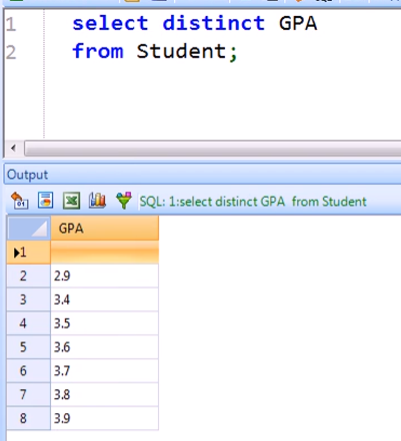 1 select distinct GPA
2 from Student;
Output
SQL: 1:select distinct GPA from Student
GPA
1
2 2.9
3 3.4
4 3.5
5 3.6
6 3.7
7 3.8
8 3.9